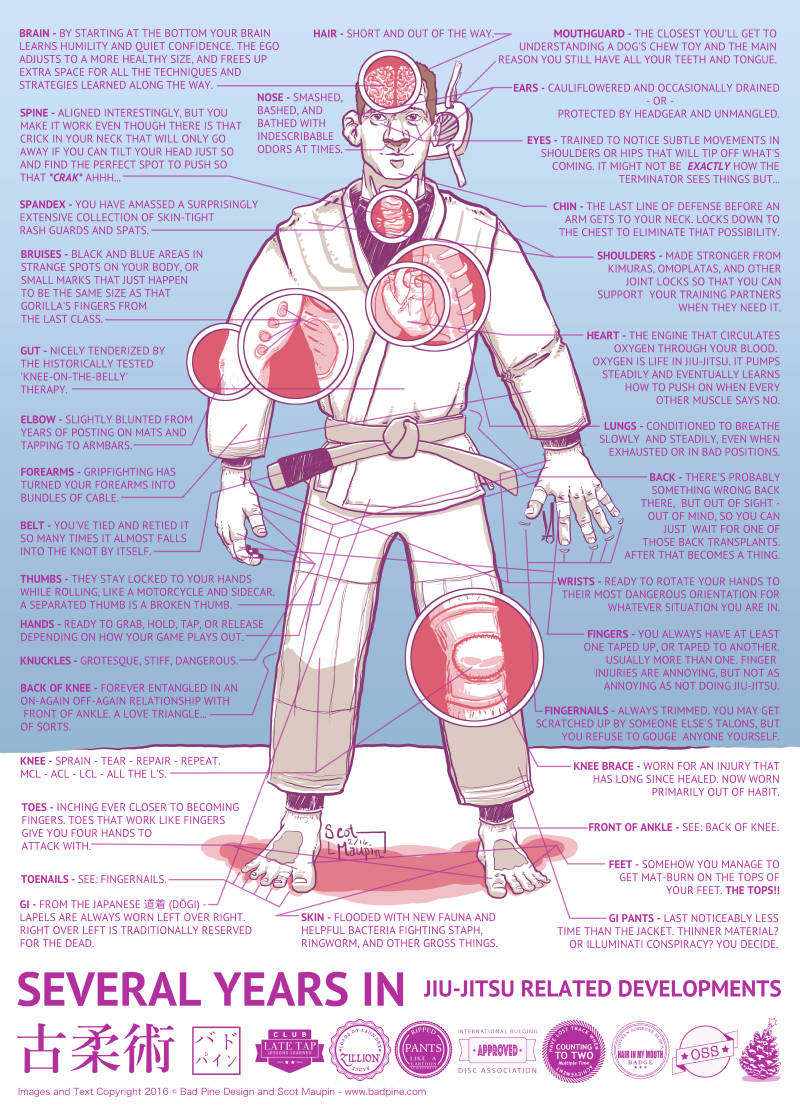 BRAIN - BY STARTING AT THE BOTTOM YOUR BRAIN
LEARNS HUMILITY AND QUIET CONFIDENCE. THE EGO
ADJUSTS TO A MORE HEALTHY SIZE, AND FREES UP
EXTRA SPACE FOR ALL THE TECHNIQUES AND
STRATEGIES LEARNED ALONG THE WAY.
HAIR - SHORT AND OUT OF THE WAY.
MOUTHGUARD - THE CLOSEST YOU'LL GET TO
UNDERSTANDING A DOG'S CHEW TOY AND THE MAIN
REASON YOU STILL HAVE ALL YOUR TEETH AND TONGUE.
NOSE - SMASHED,
BASHED, AND
BATHED WITH
INDESCRIBABLE
ODORS AT TIMES.
EARS - CAULIFLOWERED AND OCCASIONALLY DRAINED
- OR -
PROTECTED BY HEADGEAR AND UNMANGLED.
SPINE - ALIGNED INTERESTINGLY, BUT YOU
MAKE IT WORK EVEN THOUGH THERE IS THAT
CRICK IN YOUR NECK THAT WILL ONLY GO
AWAY IF YOU CAN TILT YOUR HEAD JUST SO
AND FIND THE PERFECT SPOT TO PUSH SO
THAT "CRAK" AHHH...
EYES - TRAINED TO NOTICE SUBTLE MOVEMENTS IN
SHOULDERS OR HIPS THAT WILL TIP OFF WHAT'S
COMING. IT MIGHT NOT BE EXACTLY HOW THE
TERMINATOR SEES THINGS BUT...
SPANDEX - YOU HAVE AMASSED A SURPRISINGLY
EXTENSIVE COLLECTION OF SKIN-TIGHT
RASH GUARDS AND SPATS.
CHIN - THE LAST LINE OF DEFENSE BEFORE AN
ARM GETS TO YOUR NECK. LOCKS DOWN TO
THE CHEST TO ELIMINATE THAT POSSIBILITY.
BRUISES - BLACK AND BLUE AREAS IN
STRANGE SPOTS ON YOUR BODY, OR
SMALL MARKS THAT JUST HAPPEN
TO BE THE SAME SIZE AS THAT
GORILLA'S FINGERS FROM
THE LAST CLASS.
SHOULDERS - MADE STRONGER FROM
KIMURAS, OMOPLATAS, AND OTHER
JOINT LOCKS SO THAT YOU CAN
SUPPORT YOUR TRAINING PARTNERS
WHEN THEY NEED IT.
GUT - NICELY TENDERIZED BY
THE HISTORICALLY TESTED
'KNEE-ON-THE-BELLY'
THERAPY.
HEART - THE ENGINE THAT CIRCULATES
OXYGEN THROUGH YOUR BLOOD.
OXYGEN IS LIFE IN JIU-JITSU. IT PUMPS
STEADILY AND EVENTUALLY LEARNS
HOW TO PUSH ON WHEN EVERY
OTHER MUSCLE SAYS NO.
ELBOW - SLIGHTLY BLUNTED FROM
YEARS OF POSTING ON MATS AND
TAPPING TO ARMBARS.
LUNGS - CONDITIONED TO BREATHE
SLOWLY AND STEADILY, EVEN WHEN
EXHAUSTED OR IN BAD POSITIONS.
FOREARMS - GRIPFIGHTING HAS
TURNED YOUR FOREARMS INTO
BUNDLES OF CABLE.
BACK - THERE'S PROBABLY
SOMETHING WRONG BACK
THERE, BUT OUT OF SIGHT -
OUT OF MIND, SO YOU CAN
JUST WAIT FOR ONE OF
THOSE BACK TRANSPLANTS.
AFTER THAT BECOMES A THING.
BELT - YOU'VE TIED AND RETIED IT
SO MANY TIMES IT ALMOST FALLS
INTO THE KNOT BY ITSELF.
THUMBS - THEY STAY LOCKED TO YOUR HANDS
WHILE ROLLING, LIKE A MOTORCYCLE AND SIDECAR.
A SEPARATED THUMB IS A BROKEN THUMB.
WRISTS - READY TO ROTATE YOUR HANDS TO
THEIR MOST DANGEROUS ORIENTATION FOR
WHATEVER SITUATION YOU ARE IN.
HANDS - READY TO GRAB, HOLD, TAP, OR RELEASE
DEPENDING ON HOW YOUR GAME PLAYS OUT.
FINGERS - YOU ALWAYS HAVE AT LEAST
ONE TAPED UP, OR TAPED TO ANOTHER.
USUALLY MORE THAN ONE. FINGER
INJURIES ARE ANNOYING, BUT NOT AS
ANNOYING AS NOT DOING JIU-JITSU.
KNUCKLES - GROTESQUE, STIFF, DANGEROUS.
BACK OF KNEE - FOREVER ENTANGLED IN AN
ON-AGAIN OFF-AGAIN RELATIONSHIP WITH
FRONT OF ANKLE. A LOVE TRIANGLE...
OF SORTS.
FINGERNAILS - ALWAYS TRIMMED. YOU MAY GET
SCRATCHED UP BY SOMEONE ELSE'S TALONS, BUT
YOU REFUSE TO GOUGE ANYONE YOURSELF.
KNEE - SPRAIN - TEAR - REPAIR - REPEAT.
MCL - ACL - LCL - ALL THE L'S.
KNEE BRACE - WORN FOR AN INJURY THAT
HAS LONG SINCE HEALED. NOW WORN
PRIMARILY OUT OF HABIT.
TOES - INCHING EVER CLOSER TO BECOMING
FINGERS. TOES THAT WORK LIKE FINGERS
GIVE YOU FOUR HANDS TO
ATTACK WITH.
Scot
2/16
Maupin
FRONT OF ANKLE - SEE: BACK OF KNEE.
FEET - SOMEHOW YOU MANAGE TO
GET MAT-BURN ON THE TOPS OF
YOUR FEET. THE TOPS!!
TOENAILS - SEE: FINGERNAILS.
GI - FROM THE JAPANESE 道着 (DŌGI) -
LAPELS ARE ALWAYS WORN LEFT OVER RIGHT.
RIGHT OVER LEFT IS TRADITIONALLY RESERVED
FOR THE DEAD.
SKIN - FLOODED WITH NEW FAUNA AND
HELPFUL BACTERIA FIGHTING STAPH,
RINGWORM, AND OTHER GROSS THINGS.
GI PANTS - LAST NOTICEABLY LESS
TIME THAN THE JACKET. THINNER MATERIAL?
OR ILLUMINATI CONSPIRACY? YOU DECIDE.
SEVERAL YEARS IN JIU-JITSU RELATED DEVELOPMENTS
古柔術
バド
パイン
CLUB
LATE TAP
LESSONS LEARNED
ZILLION
RIPPED
PANTS
LIKE A
INTERNATIONAL BULGING
APPROVED
DISC ASSOCIATION
LOST TRACK
COUNTING
TO TWO
Multiple Time
ACHIEVEMENT
HAIR IN MY MOUTH
BADGE
OSS
Images and Text Copyright 2016 © Bad Pine Design and Scot Maupin - www.badpine.com